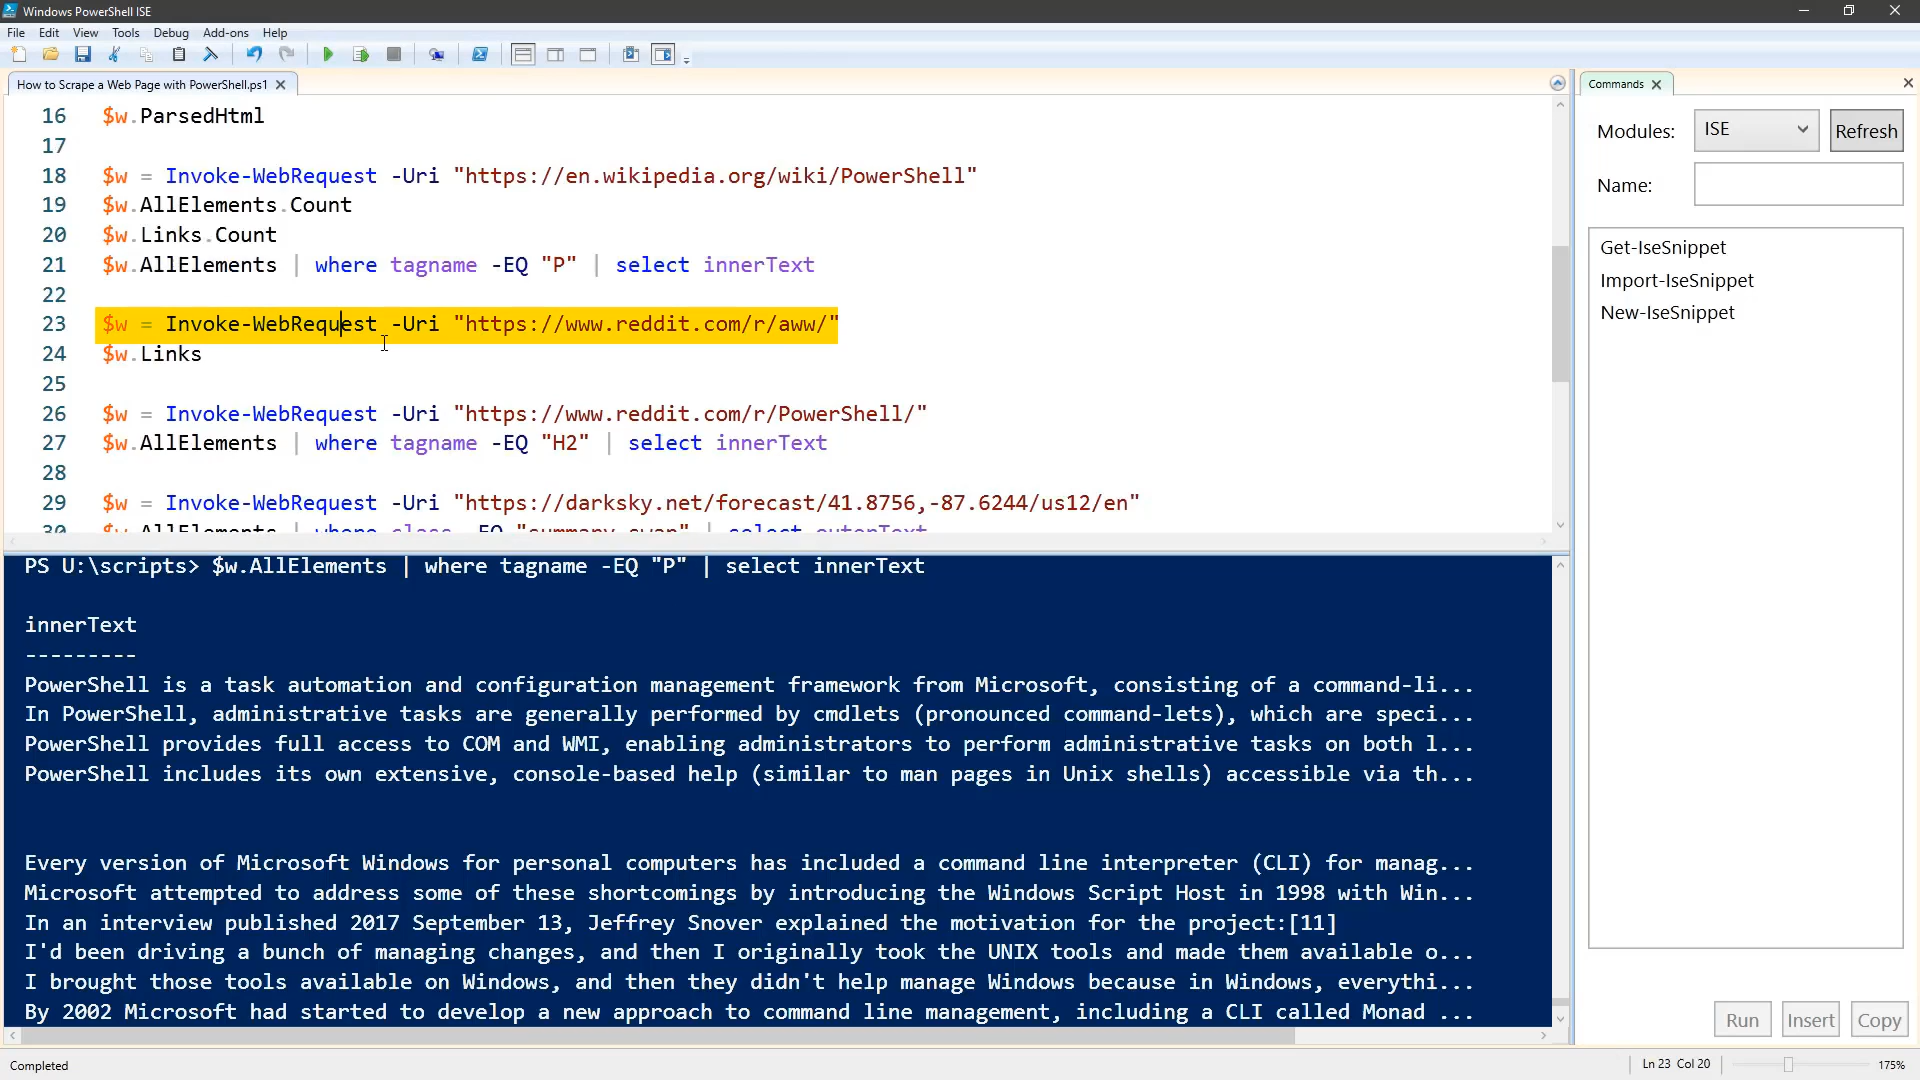 Windows PowerShell ISE
File Edit View Tools Debug Add-ons Help
How to Scrape a Web Page with PowerShell.ps1
16 $w.ParsedHtml
17
18 $w = Invoke-WebRequest -Uri "https://en.wikipedia.org/wiki/PowerShell"
19 $w.AllElements.Count
20 $w.Links.Count
21 $w.AllElements | where tagname -EQ "P" | select innerText
22
23 $w = Invoke-WebRequest -Uri "https://www.reddit.com/r/aww/"
24 $w.Links
25
26 $w = Invoke-WebRequest -Uri "https://www.reddit.com/r/PowerShell/"
27 $w.AllElements | where tagname -EQ "H2" | select innerText
28
29 $w = Invoke-WebRequest -Uri "https://darksky.net/forecast/41.8756,-87.6244/us12/en"
30 $w.AllElements | where class -EQ "summary swap" | select outerText
PS U:\scripts> $w.AllElements | where tagname -EQ "P" | select innerText
innerText
---------
PowerShell is a task automation and configuration management framework from Microsoft, consisting of a command-li...
In PowerShell, administrative tasks are generally performed by cmdlets (pronounced command-lets), which are speci...
PowerShell provides full access to COM and WMI, enabling administrators to perform administrative tasks on both l...
PowerShell includes its own extensive, console-based help (similar to man pages in Unix shells) accessible via th...
Every version of Microsoft Windows for personal computers has included a command line interpreter (CLI) for manag...
Microsoft attempted to address some of these shortcomings by introducing the Windows Script Host in 1998 with Win...
In an interview published 2017 September 13, Jeffrey Snover explained the motivation for the project:[11]
I'd been driving a bunch of managing changes, and then I originally took the UNIX tools and made them available o...
I brought those tools available on Windows, and then they didn't help manage Windows because in Windows, everythi...
By 2002 Microsoft had started to develop a new approach to command line management, including a CLI called Monad ...
Commands
Modules: ISE Refresh
Name:
Get-IseSnippet
Import-IseSnippet
New-IseSnippet
Run Insert Copy
Completed
Ln 23 Col 20
175%